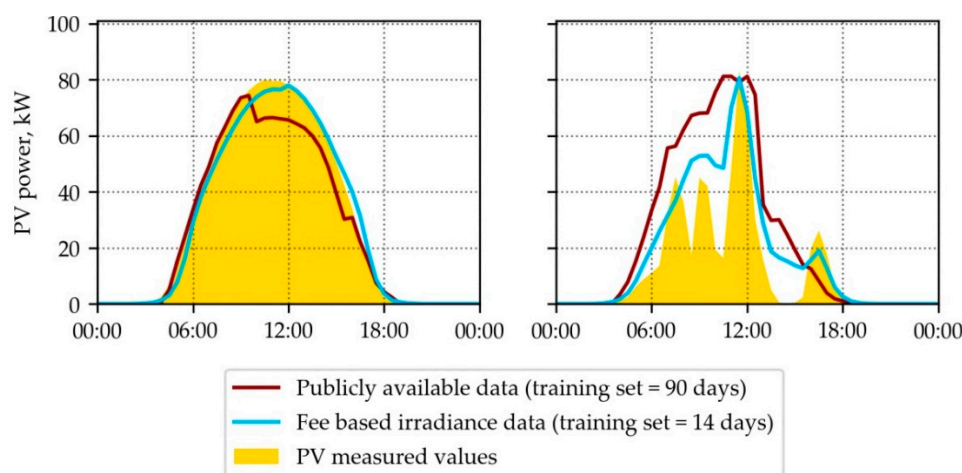 100
80
60
40
20
0
PV power, kW
00:00 06:00 12:00 18:00 00:00
00:00 06:00 12:00 18:00 00:00
Publicly available data (training set = 90 days)
Fee based irradiance data (training set = 14 days)
PV measured values